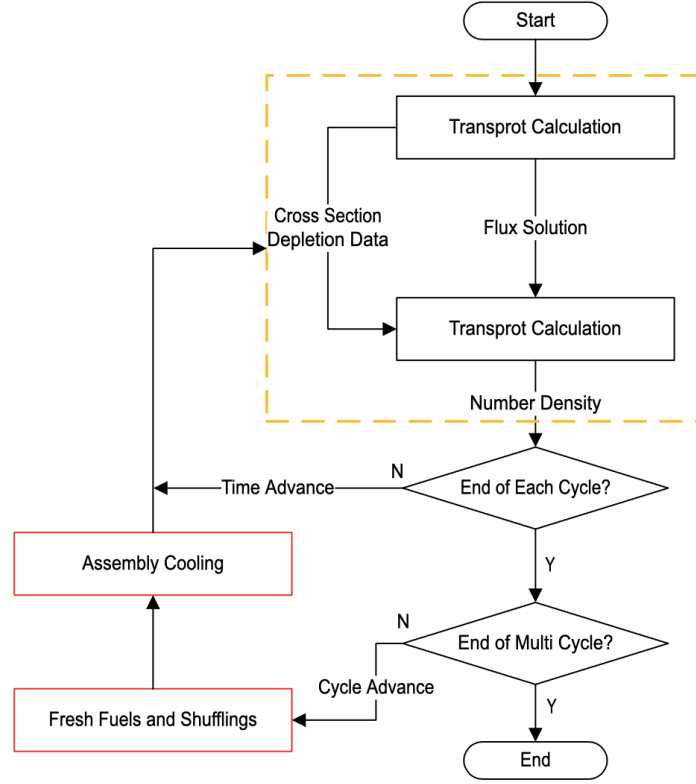 Start
Transprot Calculation
Cross Section
Depletion Data
Flux Solution
Transprot Calculation
Number Density
N
Time Advance
End of Each Cycle?
Assembly Cooling
Y
N
End of Multi Cycle?
Cycle Advance
Fresh Fuels and Shufflings
Y
End